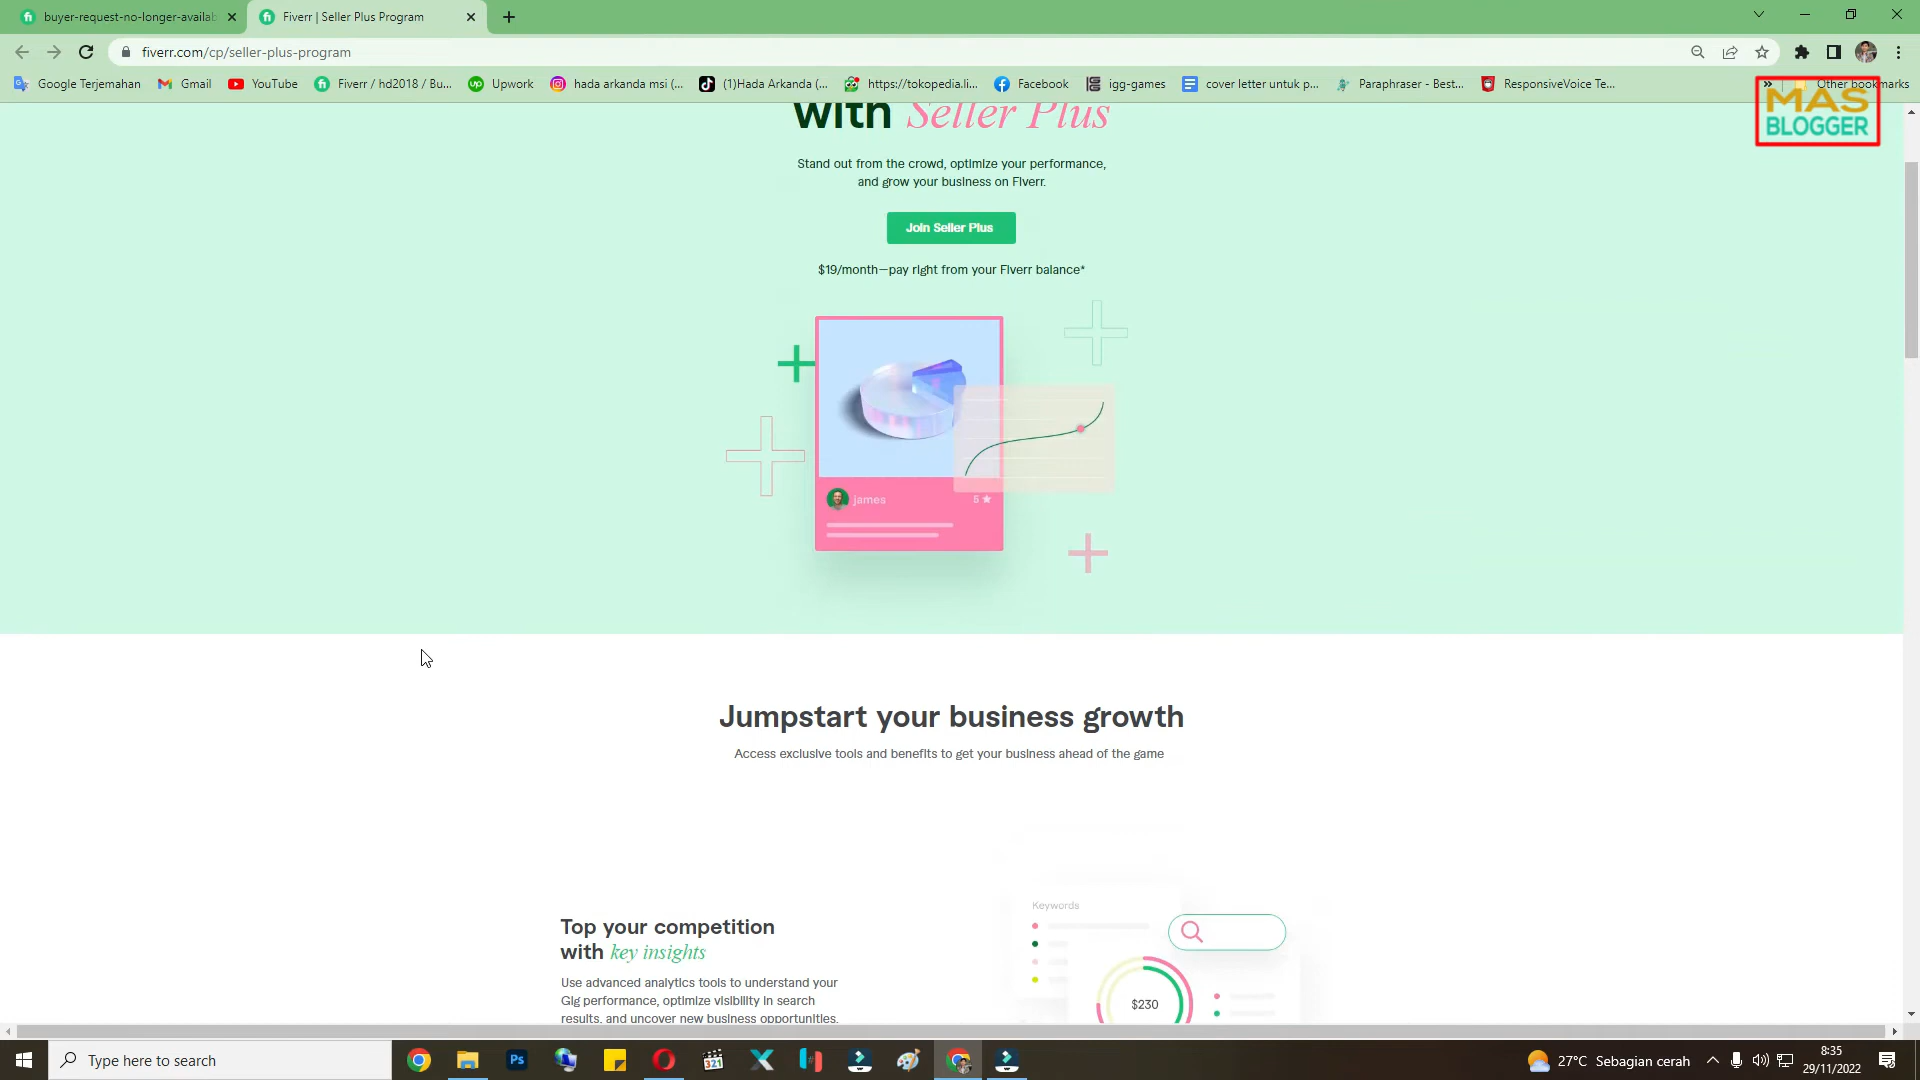 buyer-request-no-longer-availab
Fiverr | Seller Plus Program
fiverr.com/cp/seller-plus-program
Google Terjemahan
Gmail
YouTube
Fiverr / hd2018 / Bu...
Upwork
hada arkanda msi (...
(1)Hada Arkanda (...
https://tokopedia.li...
Facebook
igg-games
cover letter untuk p...
Paraphraser - Best...
ResponsiveVoice Te...
Other bookmarks
MAS
BLOGGER
with Seller Plus
Stand out from the crowd, optimize your performance,
and grow your business on Fiverr.
Join Seller Plus
$19/month—pay right from your Fiverr balance*
james
5
Jumpstart your business growth
Access exclusive tools and benefits to get your business ahead of the game
Top your competition
with key insights
Use advanced analytics tools to understand your
Gig performance, optimize visibility in search
results, and uncover new business opportunities.
Keywords
$230
Type here to search
Ps
321
27°C Sebagian cerah
8:35
29/11/2022